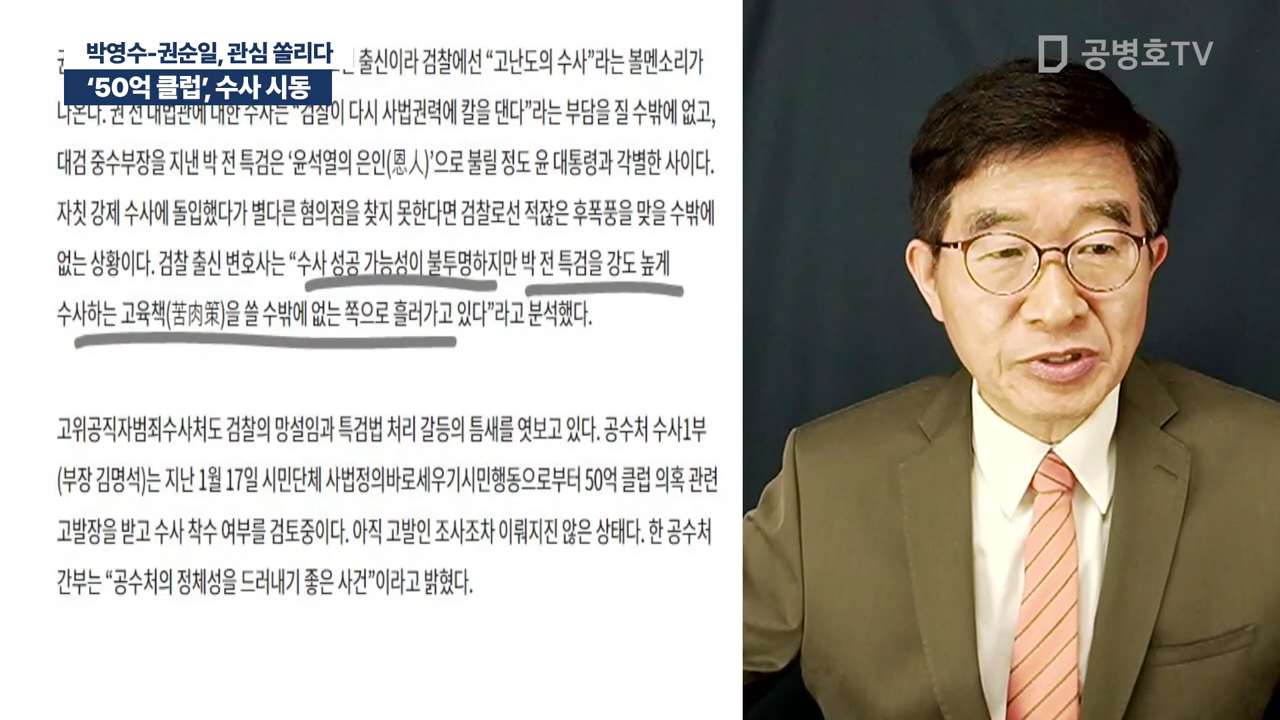 박영수-권순일, 관심 쏠리다
‘50억 클럽’, 수사 시동
공병호TV
출신이라 검찰에서 “고난도의 수사”라는 볼멘소리가
나온다. 권 전 대법관에 대한 수사는 “검찰이 다시 사법권력에 칼을 댄다”라는 부담을 질 수밖에 없고,
대검 중수부장을 지낸 박 전 특검은 ‘윤석열의 은인(恩人)’으로 불릴 정도 윤 대통령과 각별한 사이다.
자칫 강제 수사에 돌입했다가 별다른 혐의점을 찾지 못한다면 검찰로선 적잖은 후폭풍을 맞을 수밖에
없는 상황이다. 검찰 출신 변호사는 “수사 성공 가능성이 불투명하지만 박 전 특검을 강도 높게
수사하는 고육책(苦肉策)을 쓸 수밖에 없는 쪽으로 흘러가고 있다”라고 분석했다.
고위공직자범죄수사처도 검찰의 망설임과 특검법 처리 갈등의 틈새를 엿보고 있다. 공수처 수사1부
(부장 김명석)는 지난 1월 17일 시민단체 사법정의바로세우기시민행동으로부터 50억 클럽 의혹 관련
고발장을 받고 수사 착수 여부를 검토중이다. 아직 고발인 조사조차 이뤄지진 않은 상태다. 한 공수처
간부는 “공수처의 정체성을 드러내기 좋은 사건”이라고 밝혔다.